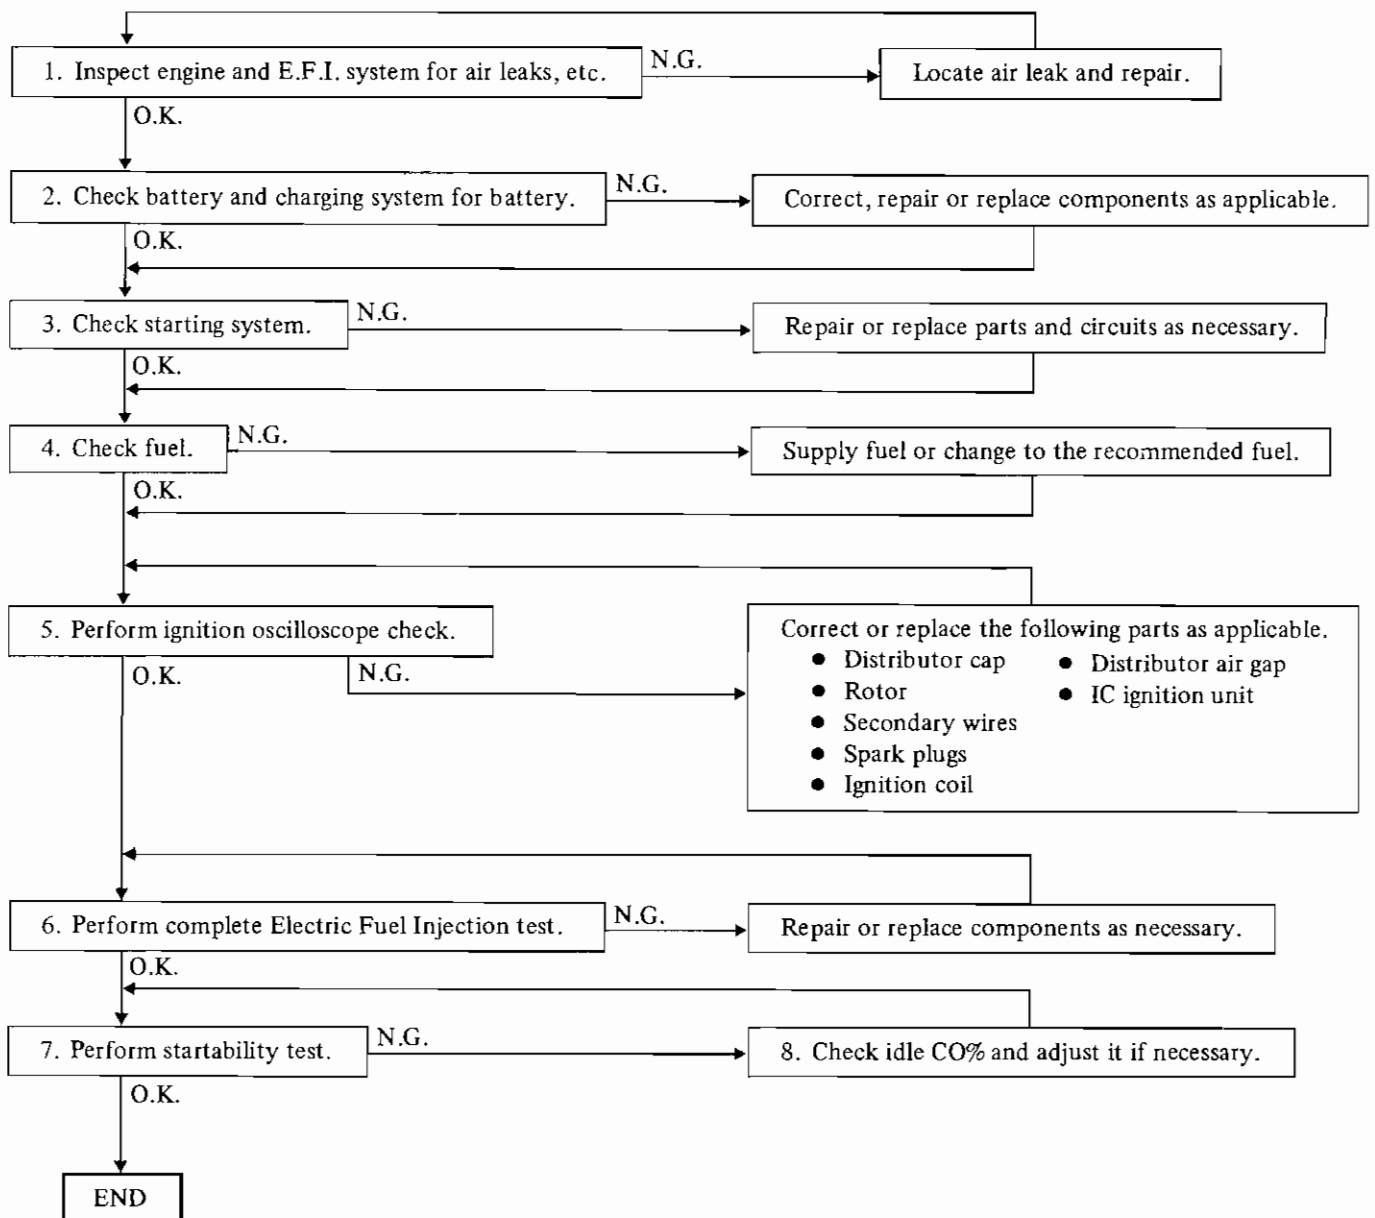 1. Inspect engine and E.F.I. system for air leaks, etc.
N.G.
Locate air leak and repair.
O.K.
2. Check battery and charging system for battery.
N.G.
Correct, repair or replace components as applicable.
O.K.
3. Check starting system.
N.G.
Repair or replace parts and circuits as necessary.
O.K.
4. Check fuel.
N.G.
Supply fuel or change to the recommended fuel.
O.K.
5. Perform ignition oscilloscope check.
O.K.
N.G.
Correct or replace the following parts as applicable.
● Distributor cap
● Rotor
● Secondary wires
● Spark plugs
● Ignition coil
● Distributor air gap
● IC ignition unit
6. Perform complete Electric Fuel Injection test.
N.G.
Repair or replace components as necessary.
O.K.
7. Perform startability test.
N.G.
8. Check idle CO% and adjust it if necessary.
O.K.
END